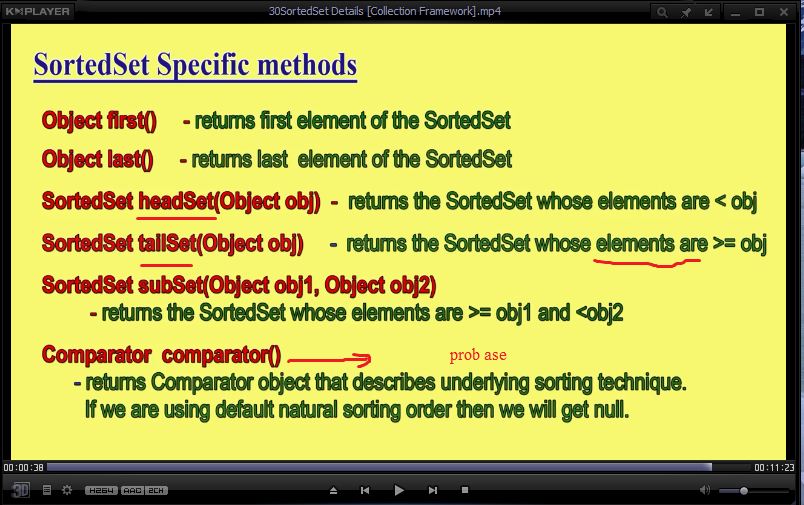 KMPLAYER
30SortedSet Details [Collection Framework].mp4
SortedSet Specific methods
Object first() - returns first element of the SortedSet
Object last() - returns last element of the SortedSet
SortedSet headSet(Object obj) - returns the SortedSet whose elements are < obj
SortedSet tailSet(Object obj) - returns the SortedSet whose elements are >= obj
SortedSet subSet(Object obj1, Object obj2)
- returns the SortedSet whose elements are >= obj1 and <obj2
Comparator comparator() prob ase
- returns Comparator object that describes underlying sorting technique.
If we are using default natural sorting order then we will get null.
00:00:38 00:11:23
3D H264 AAC 2CH